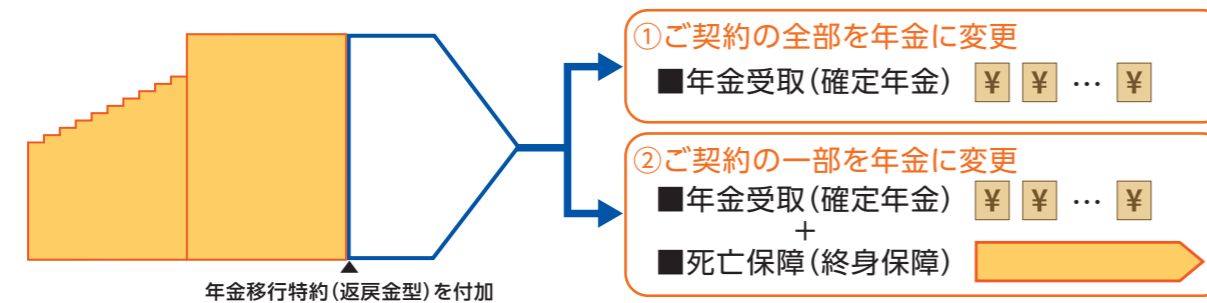 ①ご契約の全部を年金に変更
■年金受取(確定年金) ¥ ¥ … ¥
②ご契約の一部を年金に変更
■年金受取(確定年金) ¥ ¥ … ¥
+
■死亡保障(終身保障)
▲
年金移行特約(返戻金型)を付加